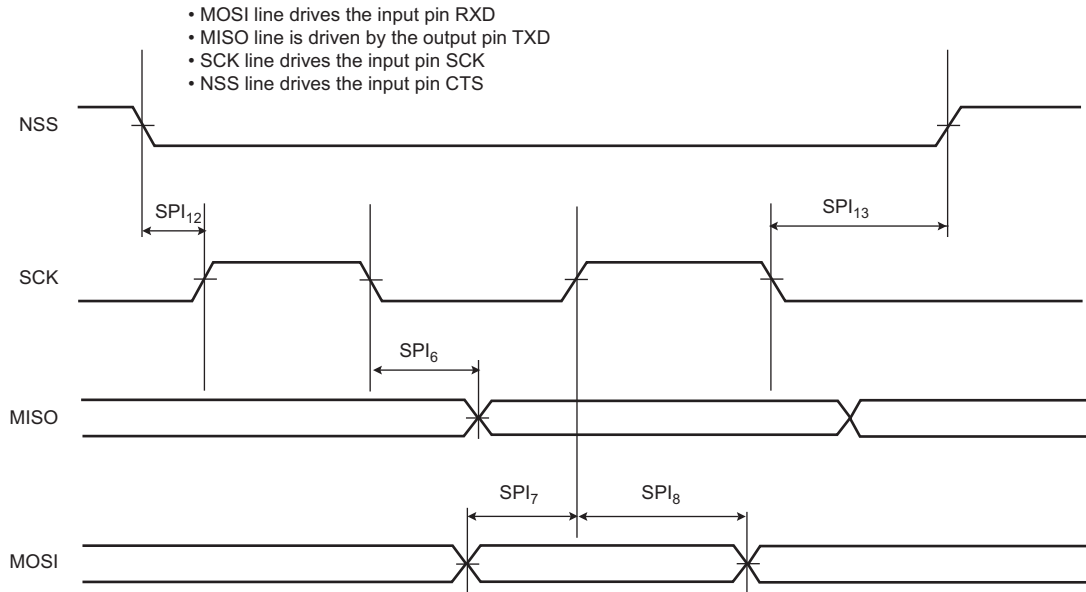 • MOSI line drives the input pin RXD
• MISO line is driven by the output pin TXD
• SCK line drives the input pin SCK
• NSS line drives the input pin CTS
NSS
SPI12
SPI13
SCK
SPI6
MISO
SPI7
SPI8
MOSI